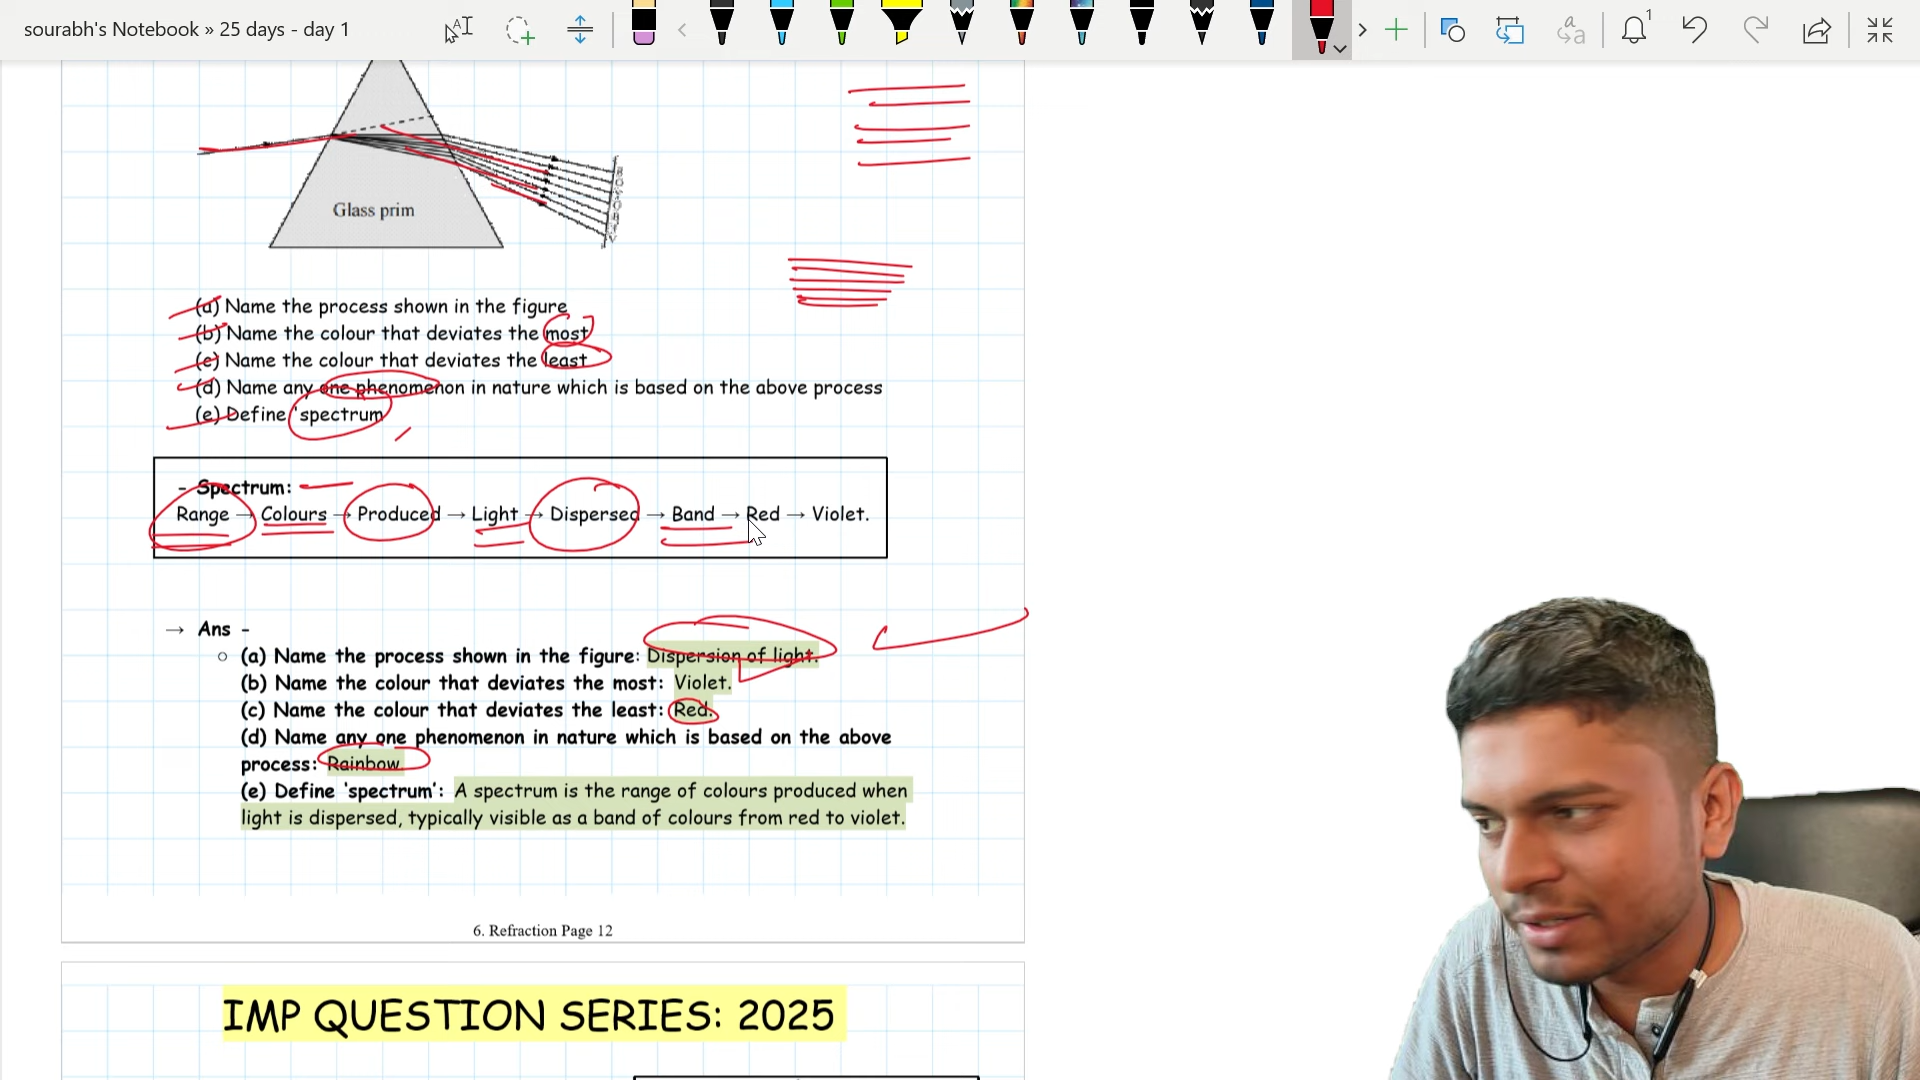 sourabh's Notebook » 25 days - day 1
Glass prim
(a) Name the process shown in the figure
(b) Name the colour that deviates the most
(c) Name the colour that deviates the least
(d) Name any one phenomenon in nature which is based on the above process
(e) Define 'spectrum
- Spectrum:
Range → Colours → Produced → Light → Dispersed → Band → Red → Violet.
→ Ans -
(a) Name the process shown in the figure: Dispersion of light.
(b) Name the colour that deviates the most: Violet.
(c) Name the colour that deviates the least: Red.
(d) Name any one phenomenon in nature which is based on the above
process: Rainbow.
(e) Define 'spectrum': A spectrum is the range of colours produced when
light is dispersed, typically visible as a band of colours from red to violet.
6. Refraction Page 12
IMP QUESTION SERIES: 2025